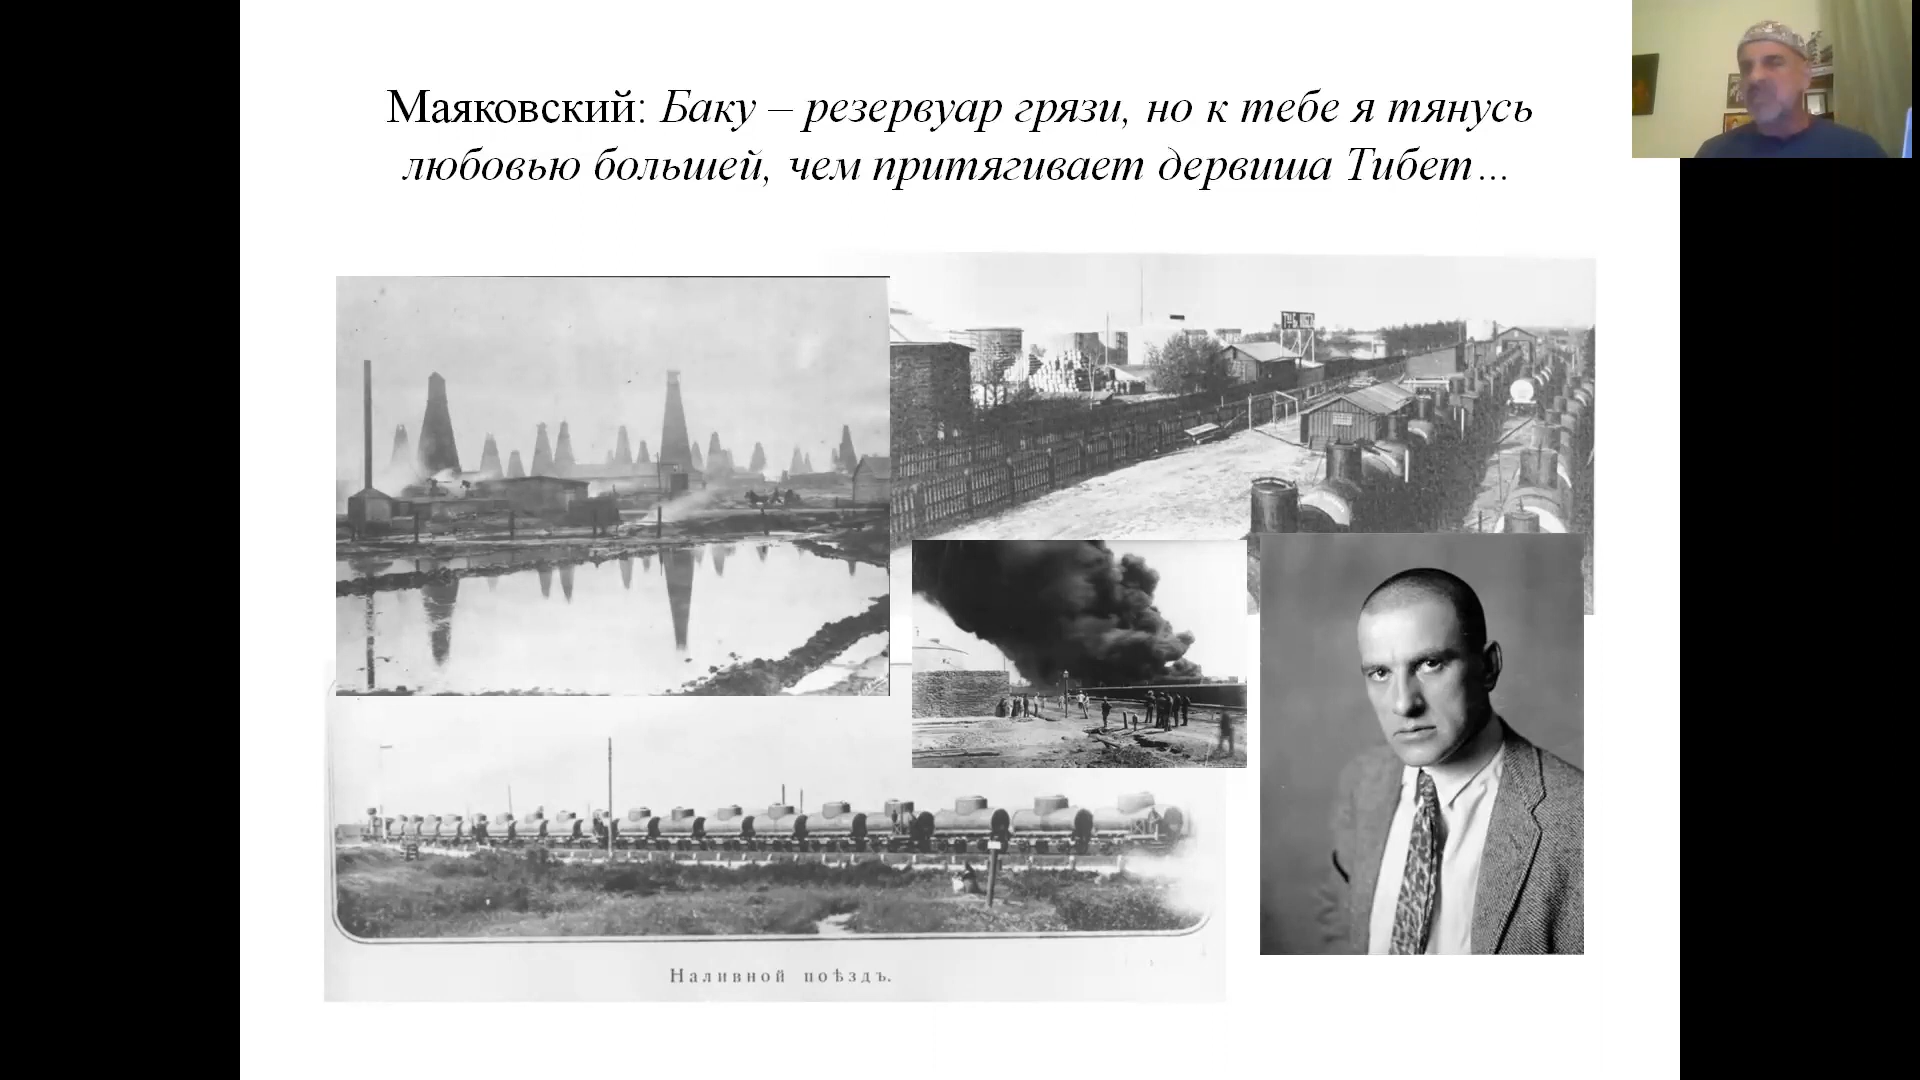 Маяковский: Баку – резервуар грязи, но к тебе я тянусь
любовью большей, чем притягивает дервиша Тибет…
Наливной поѣздъ.